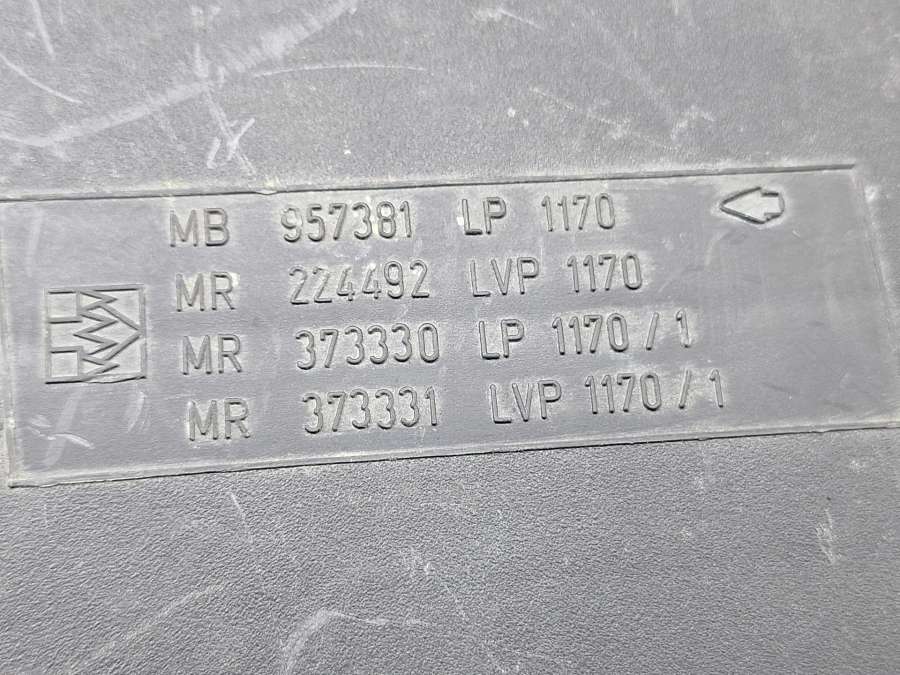 MB 957381 LP 1170
MR 224492 LVP 1170
MR 373330 LP 1170/1
MR 373331 LVP 1170/1